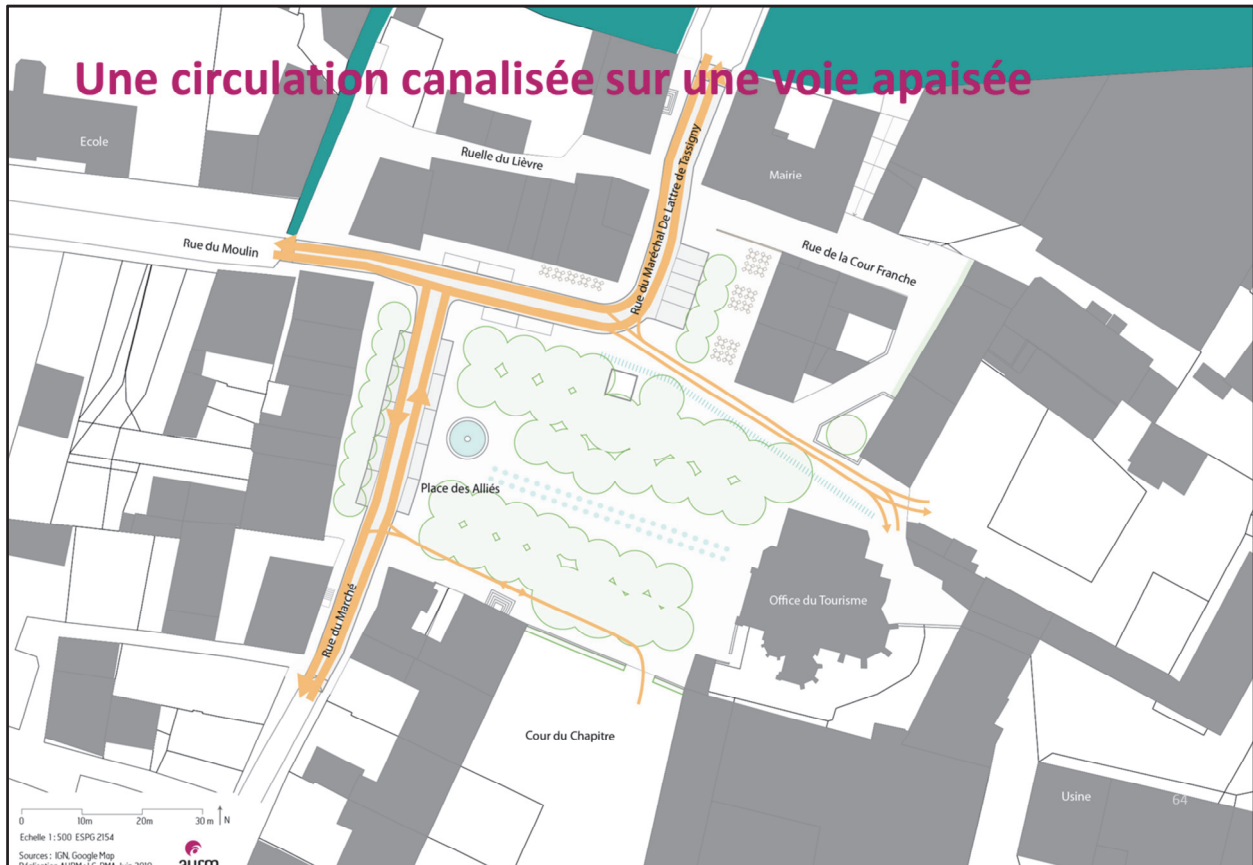 Une circulation canalisée sur une voie apaisée
Ecole
Ruelle du Lièvre
Rue du Maréchal De Lattre de Tassigny
Mairie
Rue du Moulin
Rue de la Cour Franche
Place des Alliés
Rue du Marché
Office du Tourisme
Cour du Chapitre
Usine
64
0 10m 20m 30 m N
Echelle 1:500 ESPG 2154
Sources : IGN, Google Map
aurm